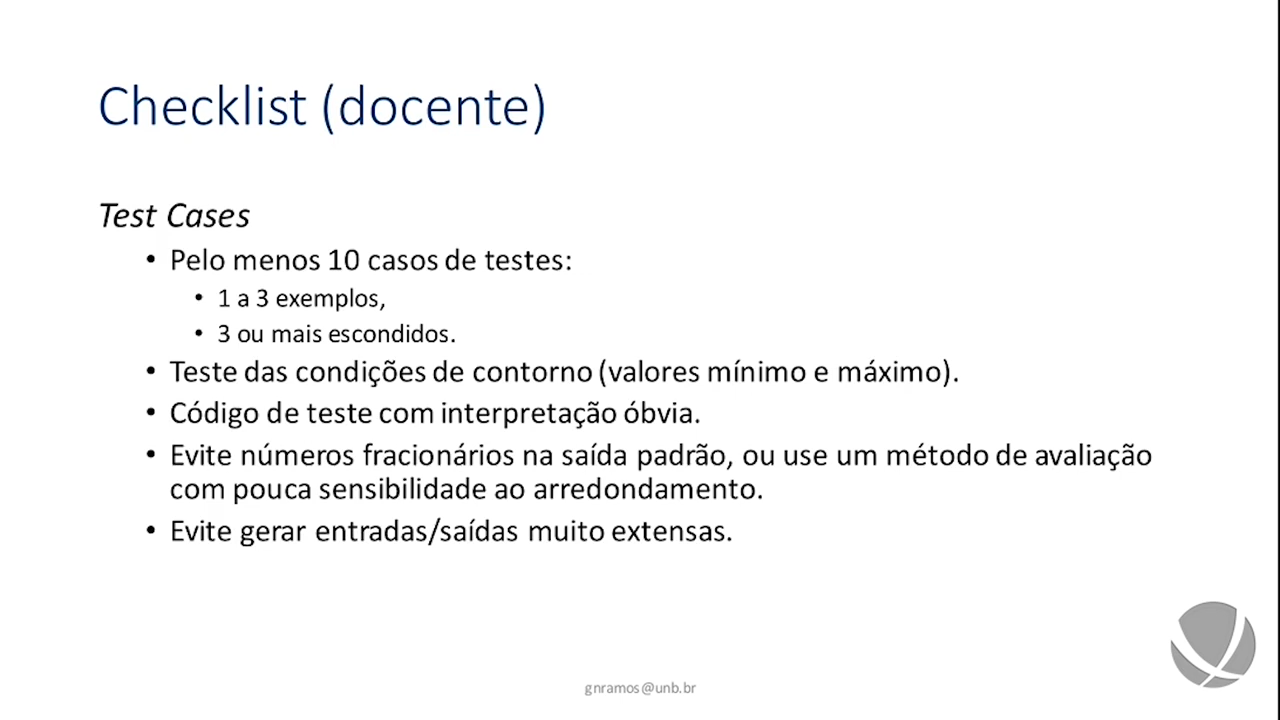 Checklist (docente)
Test Cases
• Pelo menos 10 casos de testes:
• 1 a 3 exemplos,
• 3 ou mais escondidos.
• Teste das condições de contorno (valores mínimo e máximo).
• Código de teste com interpretação óbvia.
• Evite números fracionários na saída padrão, ou use um método de avaliação
com pouca sensibilidade ao arredondamento.
• Evite gerar entradas/saídas muito extensas.
gnramos@unb.br